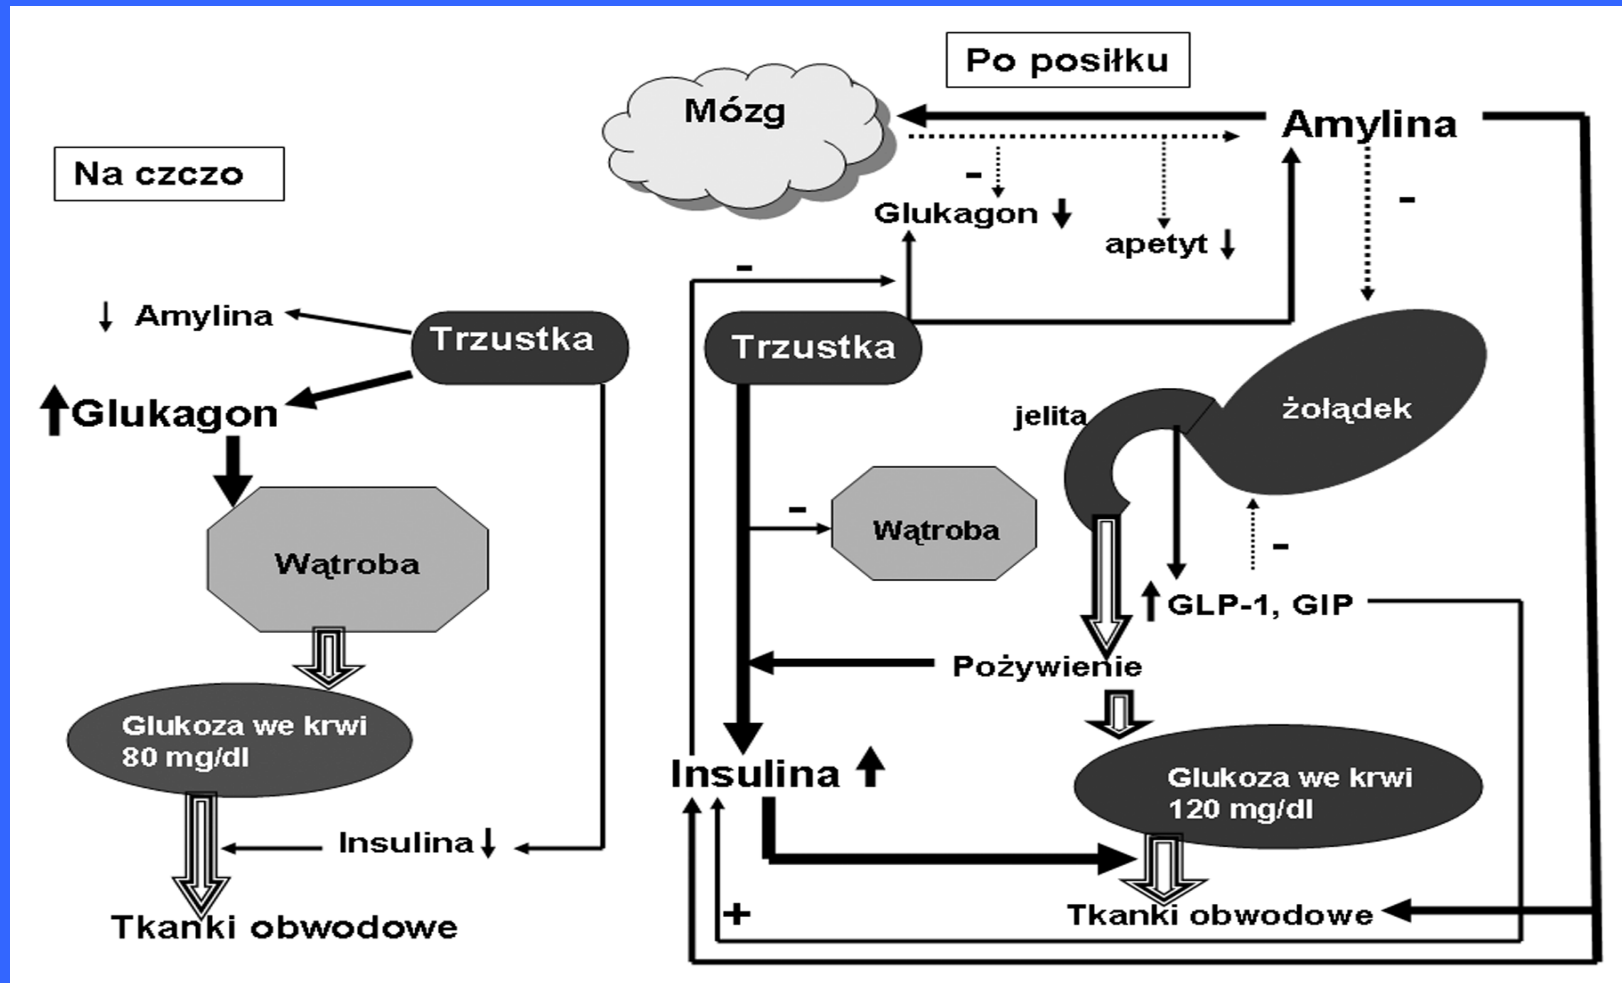 Na czczo
Amylina
Trzustka
Glukagon
Wątroba
Glukoza we krwi
80 mg/dl
Insulina
Tkanki obwodowe
Po posiłku
Mózg
Amylina
-
-
Glukagon
apetyt
-
Trzustka
żołądek
jelita
-
Wątroba
-
GLP-1, GIP
Pożywienie
Insulina
Glukoza we krwi
120 mg/dl
+
Tkanki obwodowe